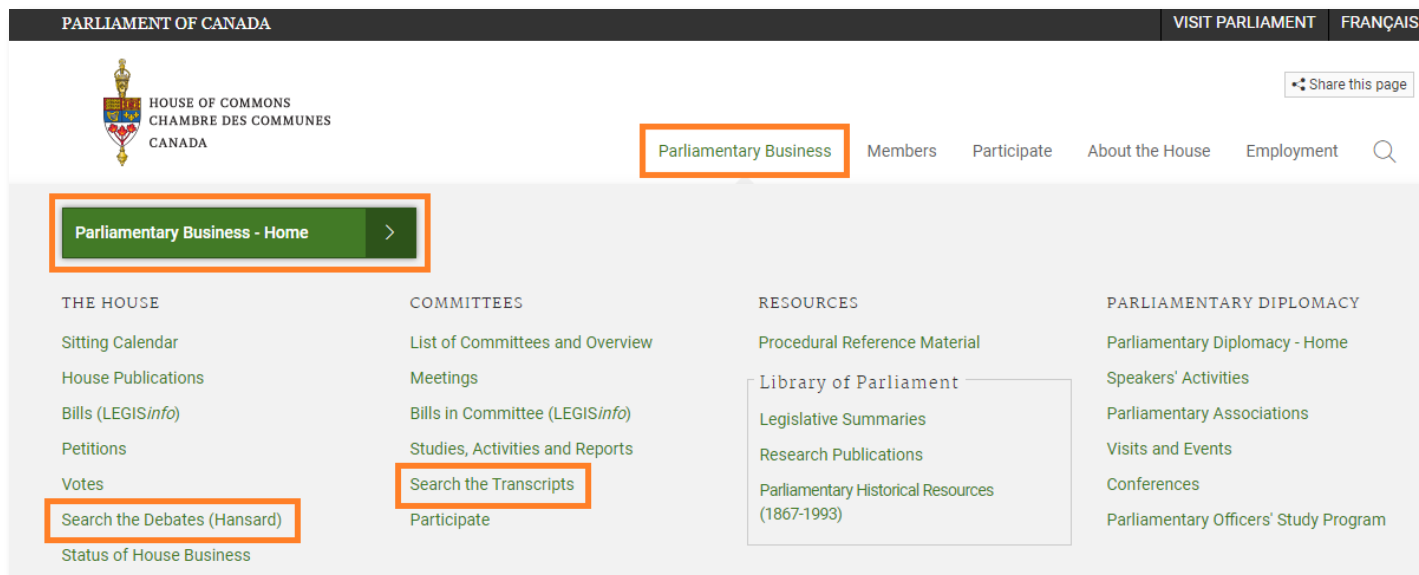 PARLIAMENT OF CANADA
VISIT PARLIAMENT
FRANÇAIS
HOUSE OF COMMONS
CHAMBRE DES COMMUNES
CANADA
Share this page
Parliamentary Business
Members
Participate
About the House
Employment
Parliamentary Business - Home
THE HOUSE
Sitting Calendar
House Publications
Bills (LEGISinfo)
Petitions
Votes
Search the Debates (Hansard)
Status of House Business
COMMITTEES
List of Committees and Overview
Meetings
Bills in Committee (LEGISinfo)
Studies, Activities and Reports
Search the Transcripts
Participate
RESOURCES
Procedural Reference Material
Library of Parliament
Legislative Summaries
Research Publications
Parliamentary Historical Resources
(1867-1993)
PARLIAMENTARY DIPLOMACY
Parliamentary Diplomacy - Home
Speakers' Activities
Parliamentary Associations
Visits and Events
Conferences
Parliamentary Officers' Study Program